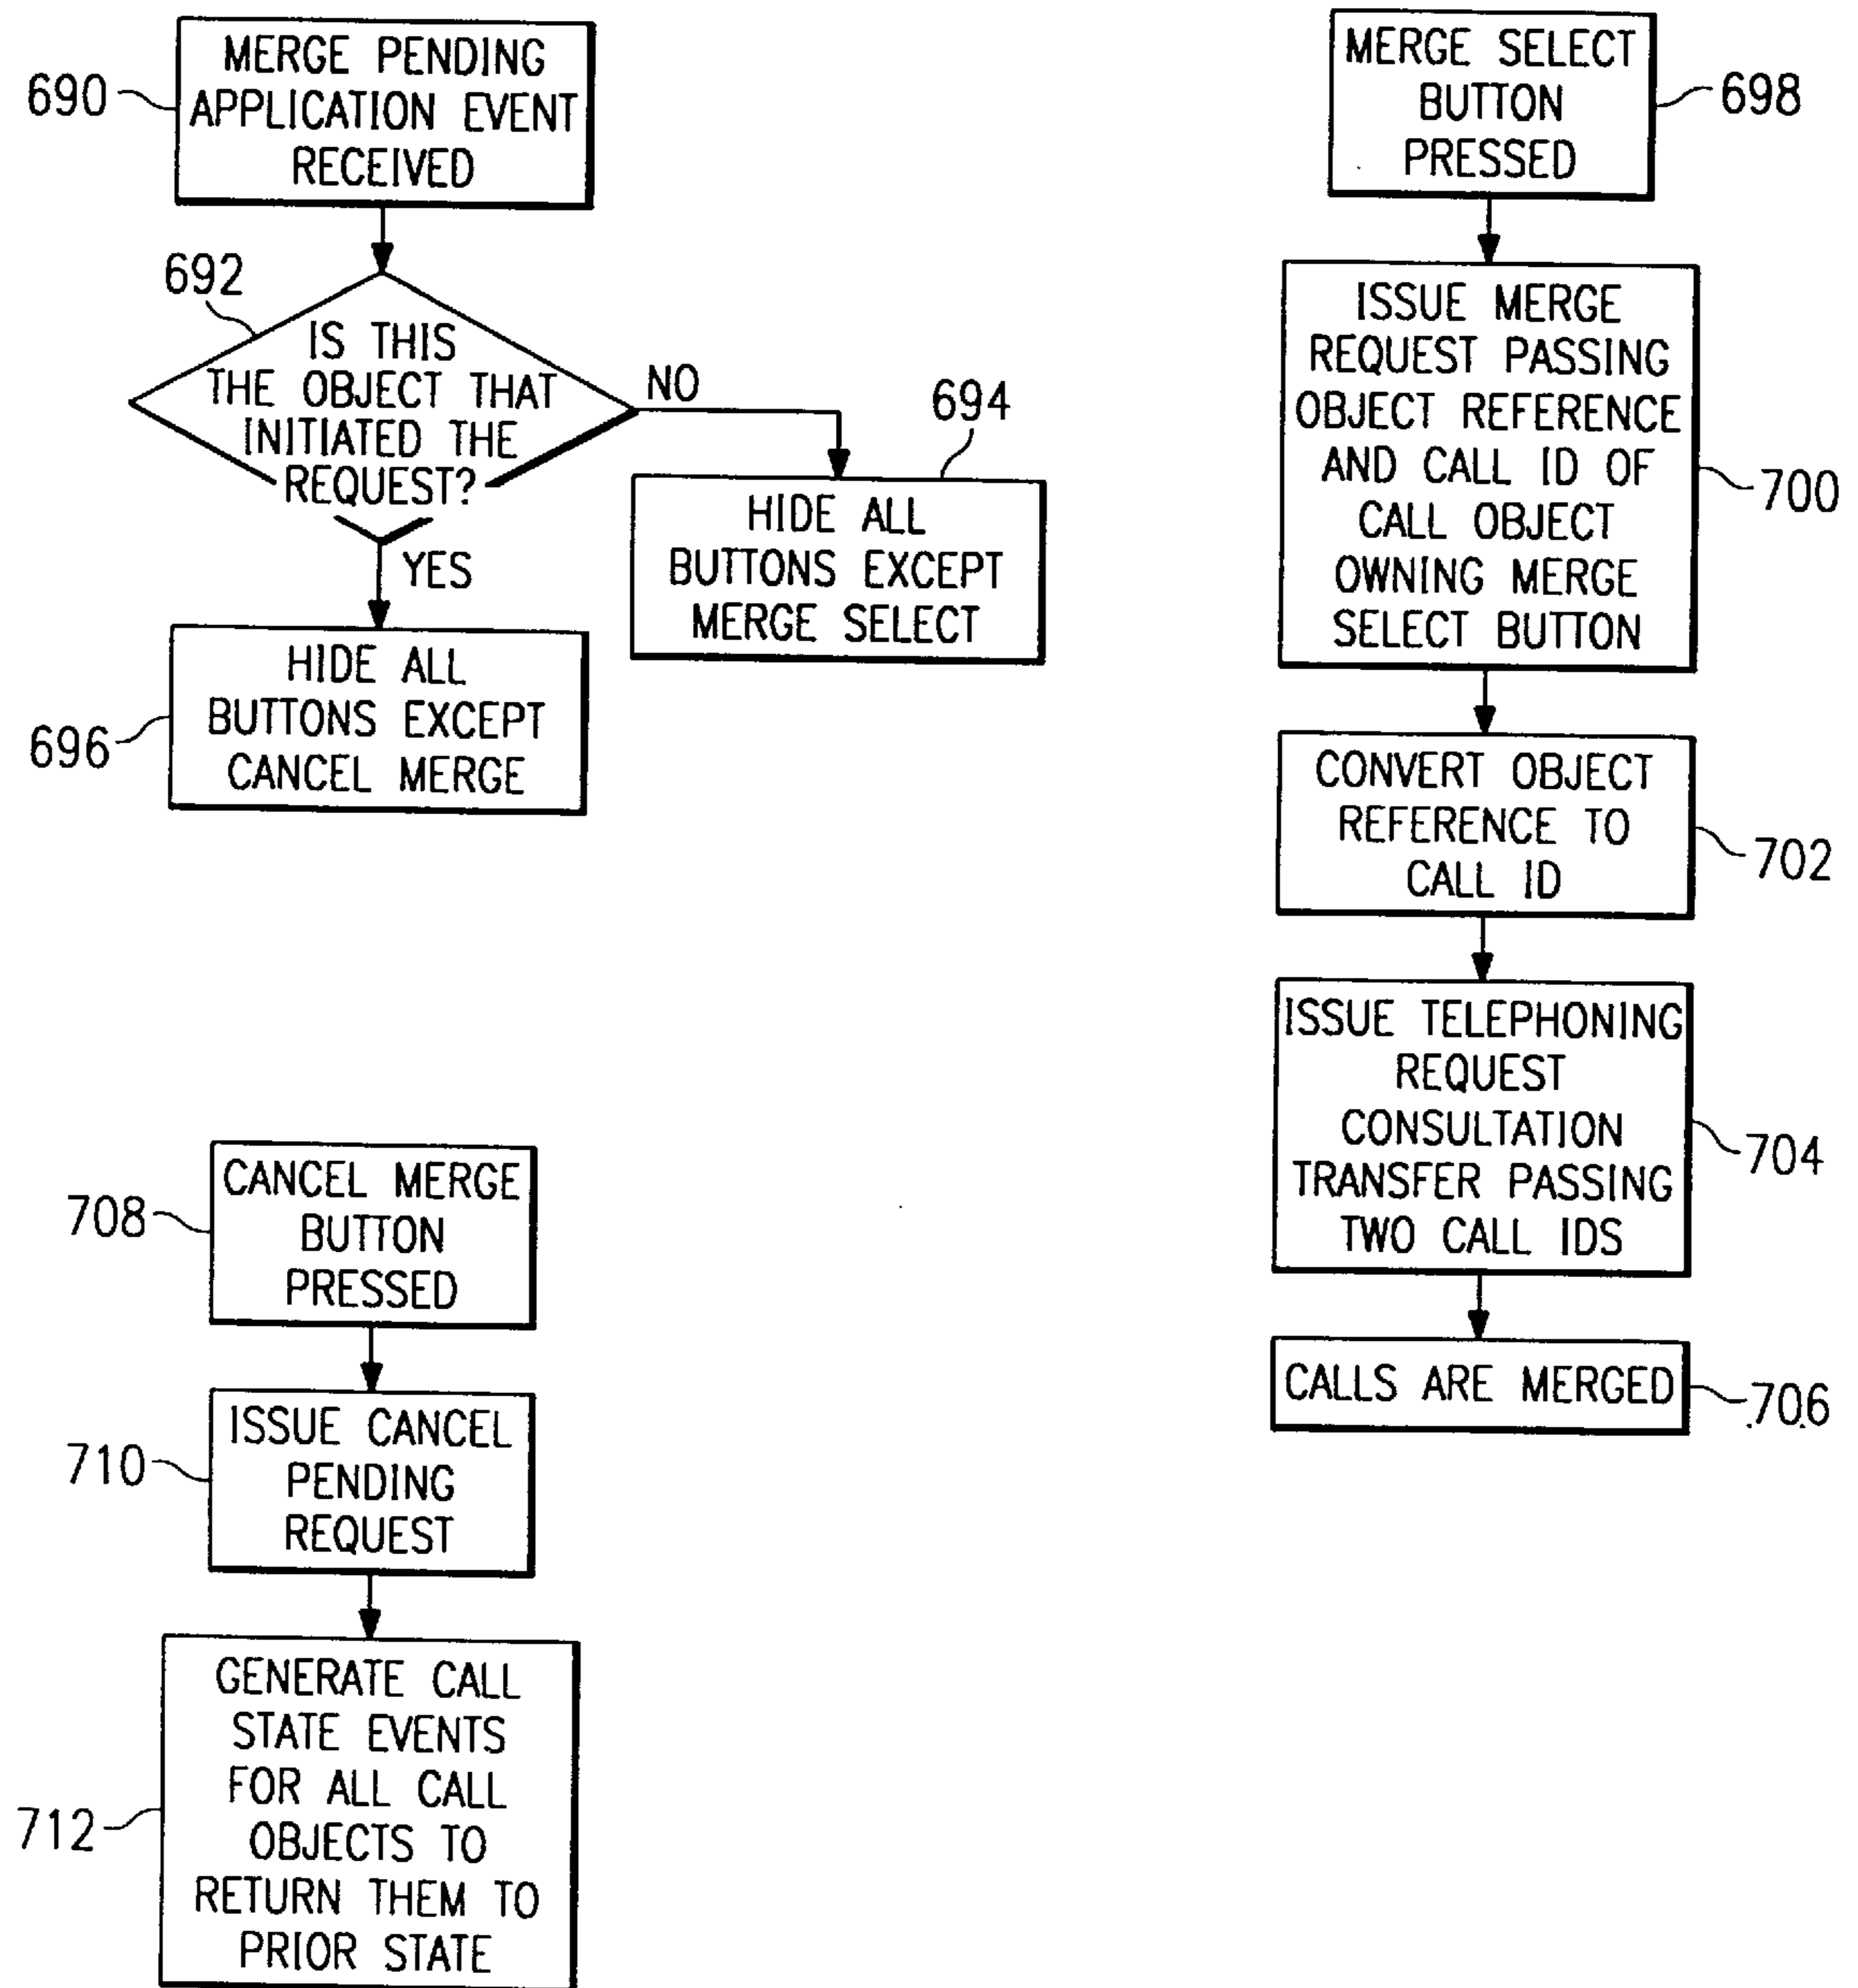 MERGE PENDING
APPLICATION EVENT
RECEIVED
690
692
IS THIS
THE OBJECT THAT
INITIATED THE
REQUEST?
NO
YES
694
HIDE ALL
BUTTONS EXCEPT
MERGE SELECT
HIDE ALL
BUTTONS EXCEPT
CANCEL MERGE
696
MERGE SELECT
BUTTON
PRESSED
698
ISSUE MERGE
REQUEST PASSING
OBJECT REFERENCE
AND CALL ID OF
CALL OBJECT
OWNING MERGE
SELECT BUTTON
700
CONVERT OBJECT
REFERENCE TO
CALL ID
702
ISSUE TELEPHONING
REQUEST
CONSULTATION
TRANSFER PASSING
TWO CALL IDS
704
CALLS ARE MERGED
706
CANCEL MERGE
BUTTON
PRESSED
708
ISSUE CANCEL
PENDING
REQUEST
710
GENERATE CALL
STATE EVENTS
FOR ALL CALL
OBJECTS TO
RETURN THEM TO
PRIOR STATE
712